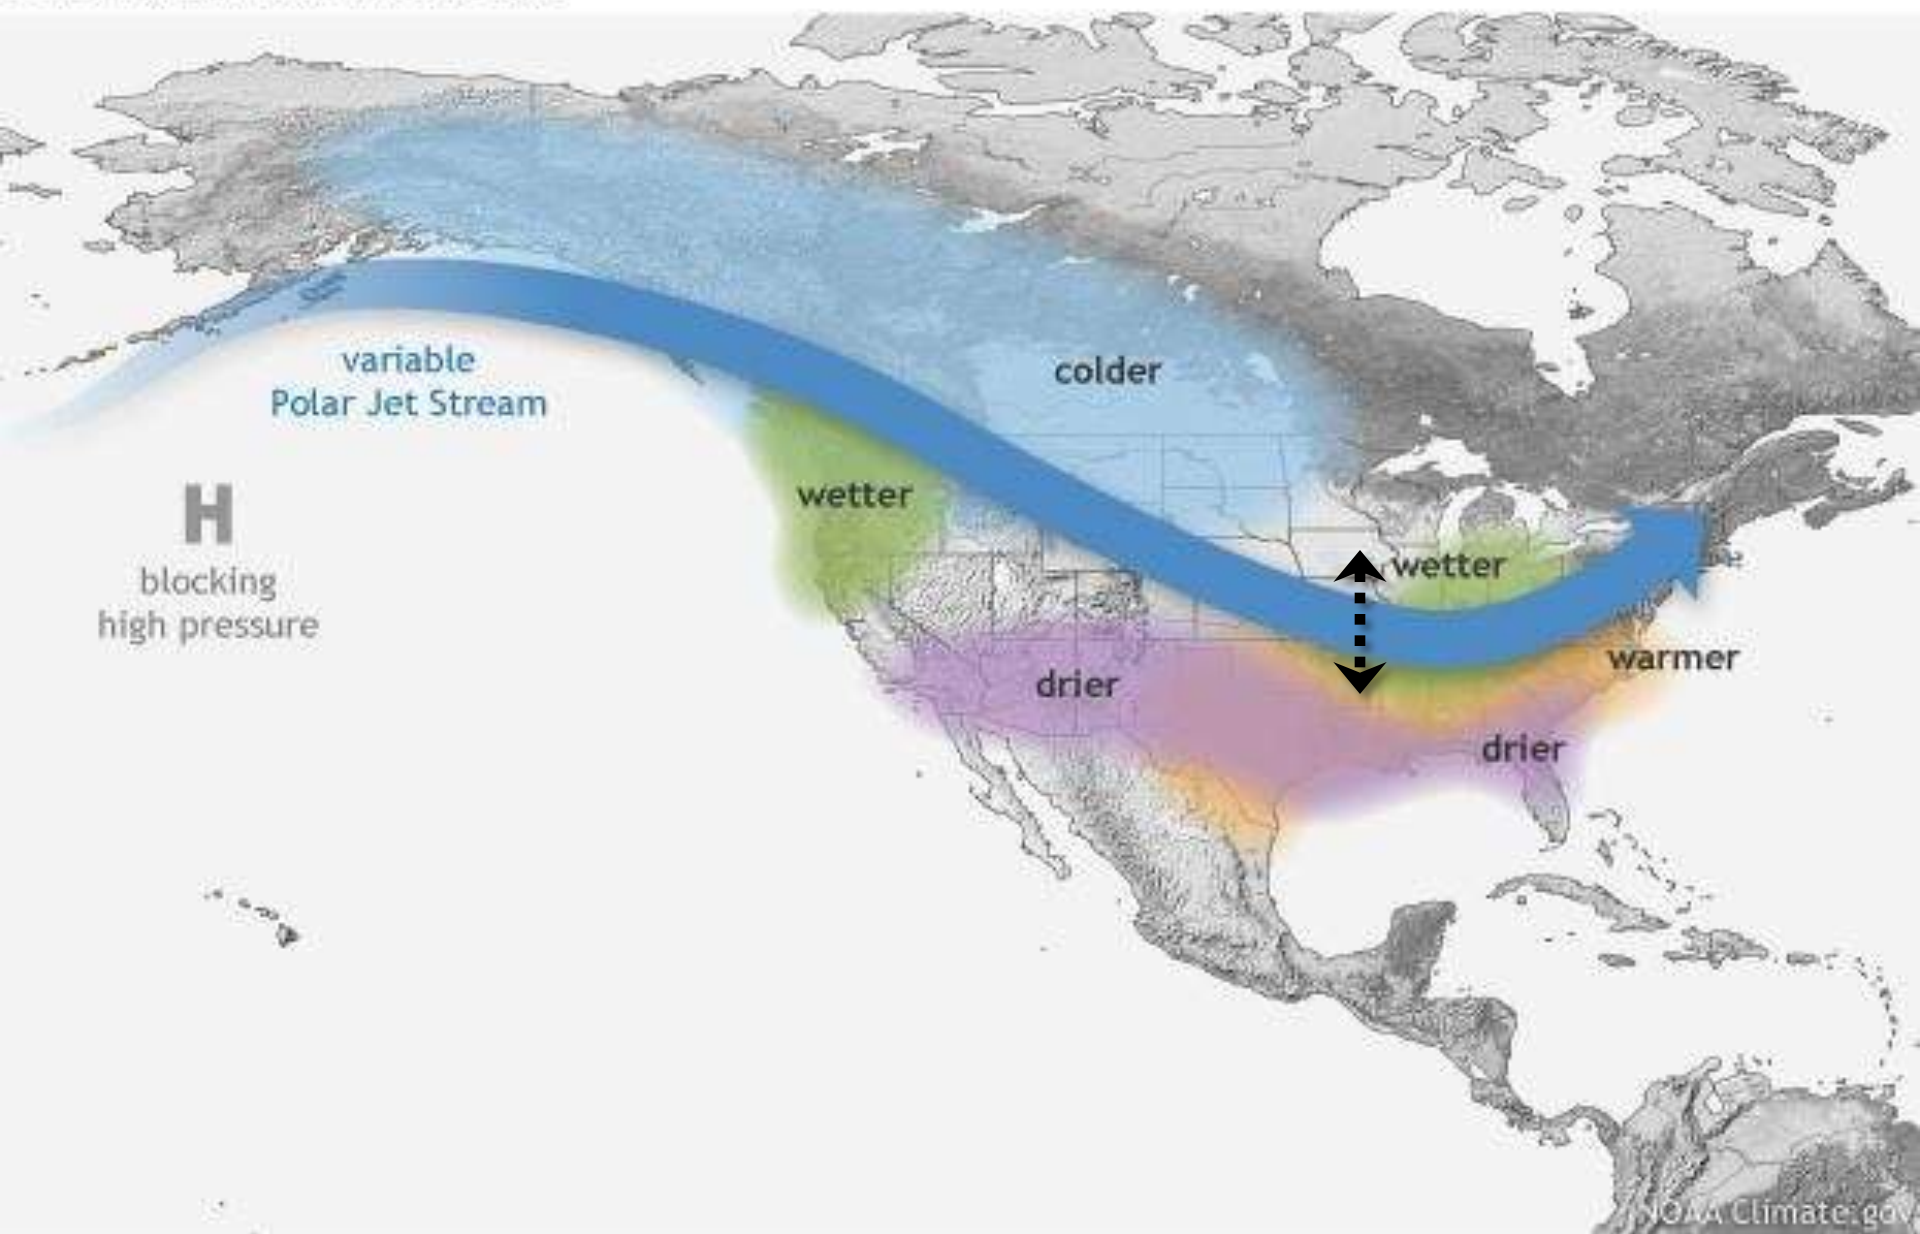 variable
Polar Jet Stream
colder
wetter
H
blocking
high pressure
wetter
warmer
drier
drier
NOAA Climate.gov